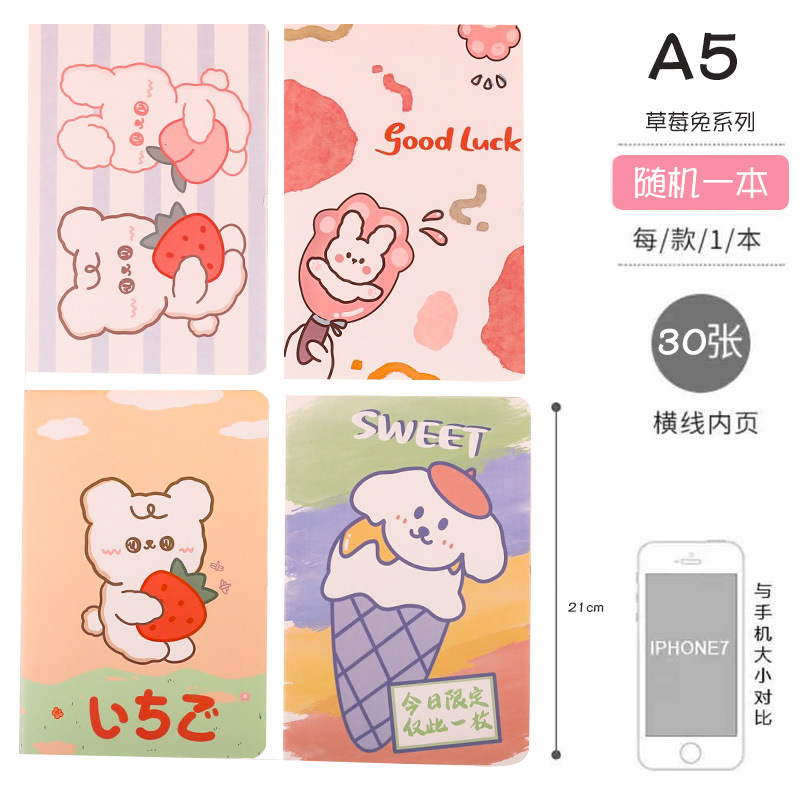 Good Luck
いちご
SWEET
今日限定
仅此一枚
A5
草莓兔系列
随机一本
每/款/1/本
30张
横线内页
21cm
IPHONE7
与手机大小对比